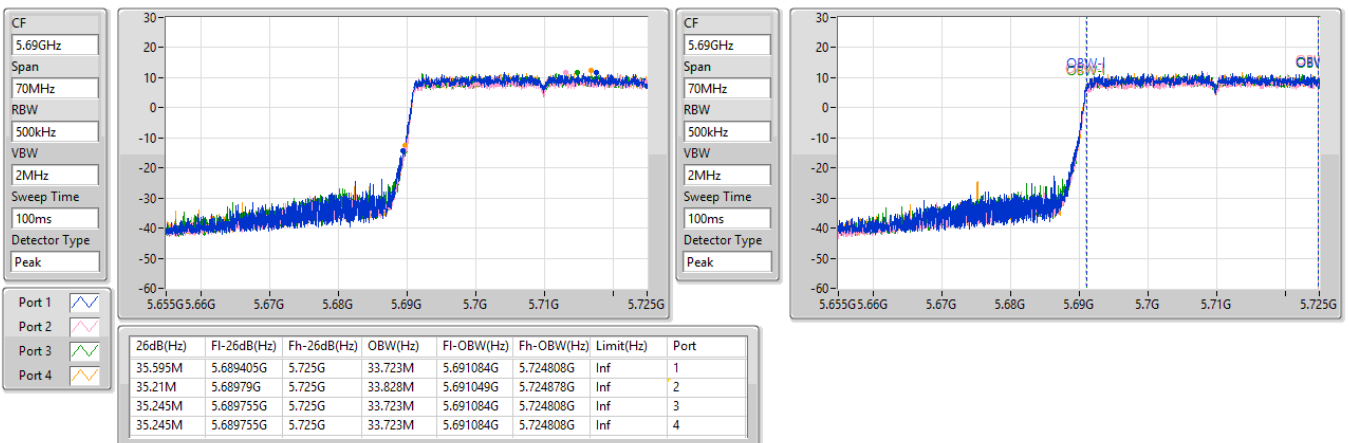 CF
5.69GHz
Span
70MHz
RBW
500kHz
VBW
2MHz
Sweep Time
100ms
Detector Type
Peak
30
20
10
0
-10
-20
-30
-40
-50
-60
5.655G 5.66G 5.67G 5.68G 5.69G 5.7G 5.71G 5.725G
CF
5.69GHz
Span
70MHz
RBW
500kHz
VBW
2MHz
Sweep Time
100ms
Detector Type
Peak
30
20
10
0
-10
-20
-30
-40
-50
-60
OBW-l OBW
5.655G 5.66G 5.67G 5.68G 5.69G 5.7G 5.71G 5.725G
Port 1
Port 2
Port 3
Port 4
26dB(Hz) Fl-26dB(Hz) Fh-26dB(Hz) OBW(Hz) Fl-OBW(Hz) Fh-OBW(Hz) Limit(Hz) Port
35.595M 5.689405G 5.725G 33.723M 5.691084G 5.724808G Inf 1
35.21M 5.68979G 5.725G 33.828M 5.691049G 5.724878G Inf 2
35.245M 5.689755G 5.725G 33.723M 5.691084G 5.724808G Inf 3
35.245M 5.689755G 5.725G 33.723M 5.691084G 5.724808G Inf 4